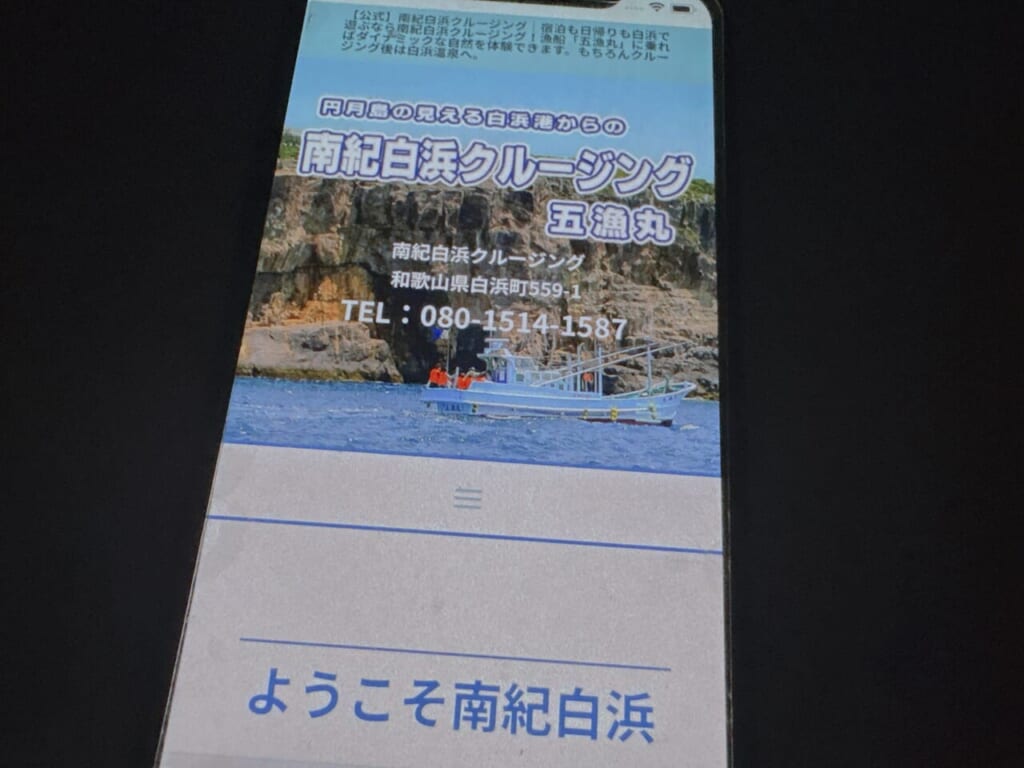 【公式】南紀白浜クルージング｜宿泊も日帰りも白浜で
遊ぶなら南紀白浜クルージング！漁船「五漁丸」に乗れ
ばダイナミックな自然を体験できます。もちろんクルー
ジング後は白浜温泉へ。
円月島の見える白浜港からの
南紀白浜クルージング
五漁丸
南紀白浜クルージング
和歌山県白浜町559-1
TEL：080-1514-1587
ようこそ南紀白浜